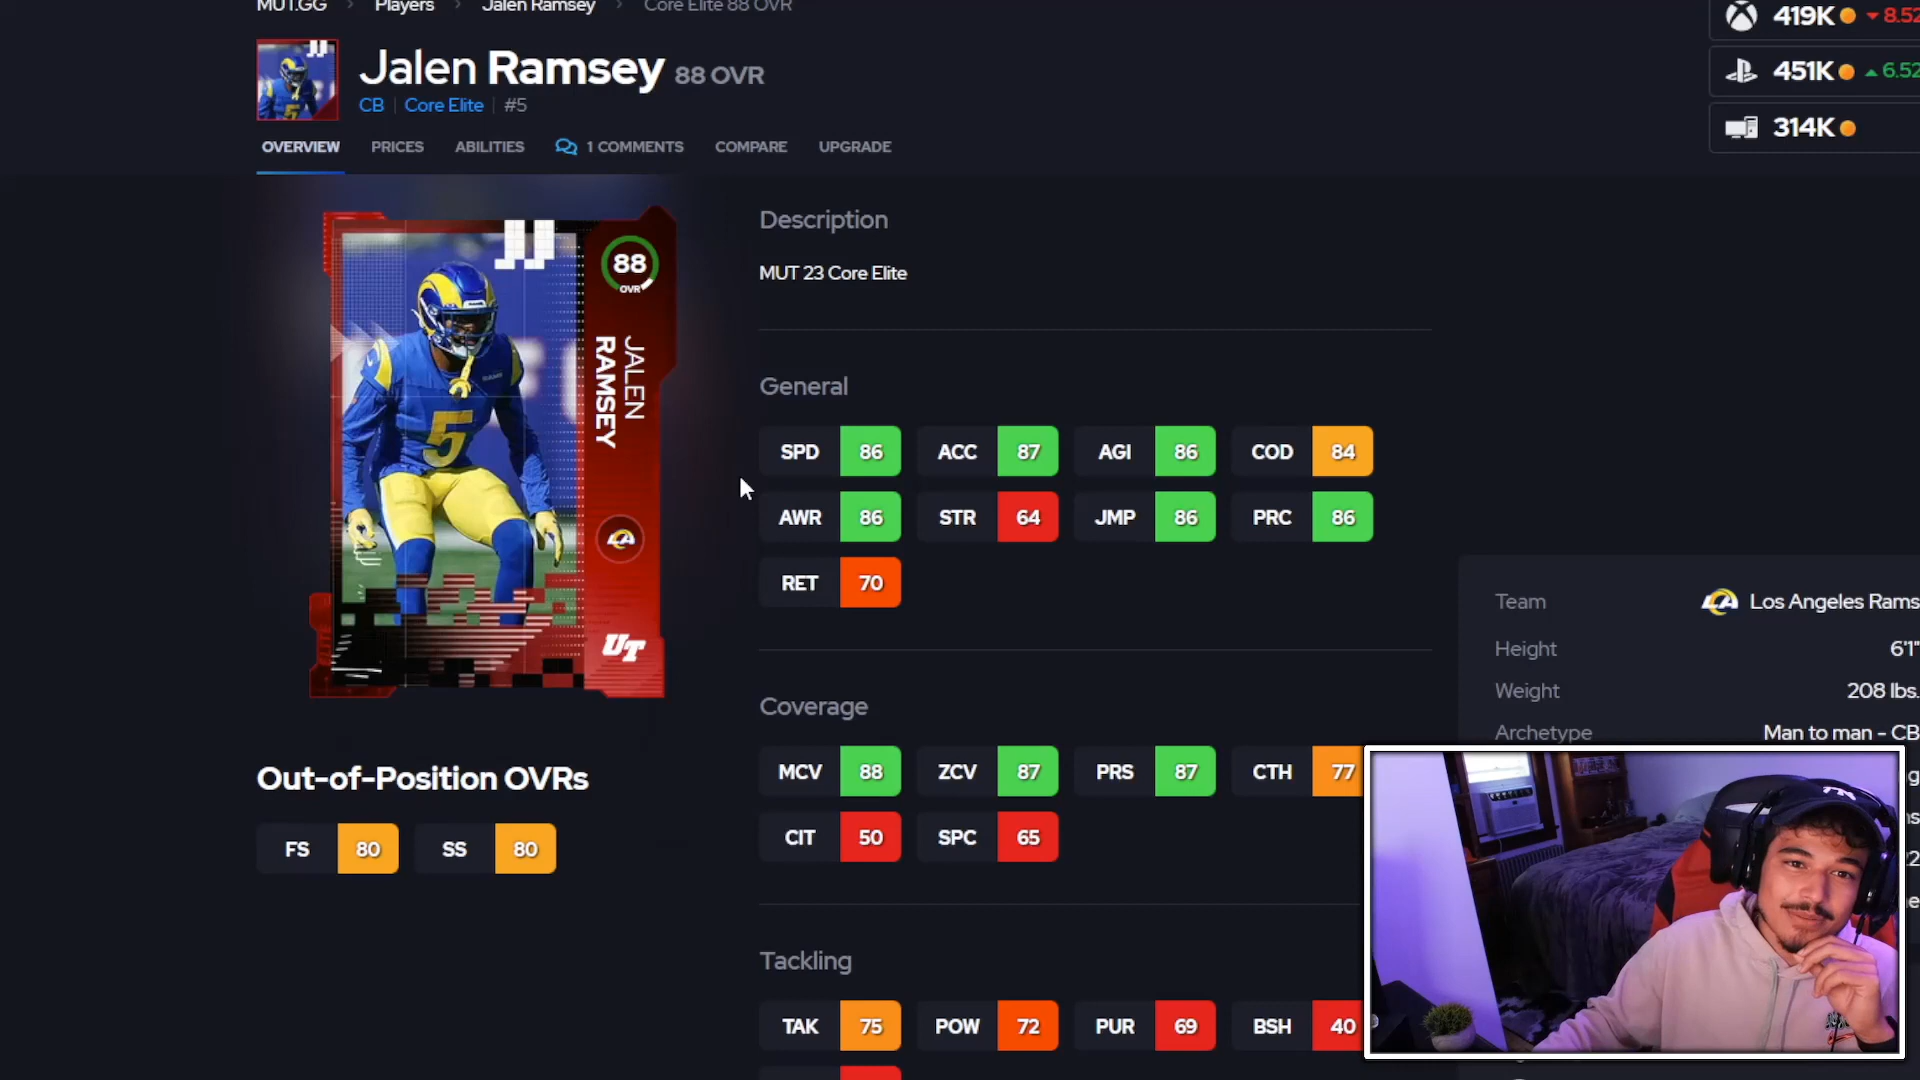 MUT.GG > Players > Jalen Ramsey > Core Elite 88 OVR
Jalen Ramsey 88 OVR
CB | Core Elite | #5
419K 8.52
451K 6.52
314K
OVERVIEW PRICES ABILITIES 1 COMMENTS COMPARE UPGRADE
88
OVR
JALEN
RAMSEY
5
UT
Description
MUT 23 Core Elite
General
SPD 86 ACC 87 AGI 86 COD 84
AWR 86 STR 64 JMP 86 PRC 86
RET 70
Coverage
MCV 88 ZCV 87 PRS 87 CTH 77
CIT 50 SPC 65
Tackling
TAK 75 POW 72 PUR 69 BSH 40
Out-of-Position OVRs
FS 80 SS 80
Team Los Angeles Rams
Height 6'1"
Weight 208 lbs.
Archetype Man to man - CB